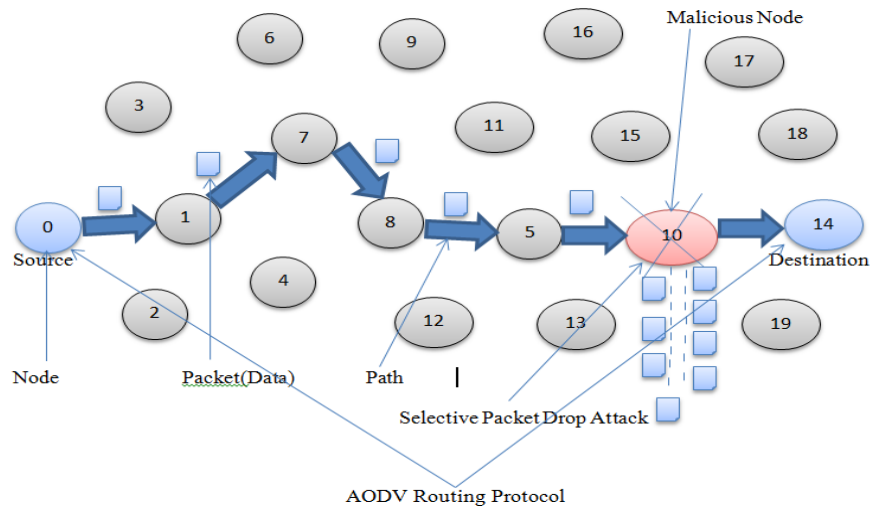 Malicious Node
6
9
16
17
3
11
15
18
7
0
1
8
5
10
14
Source
Destination
4
2
12
13
19
Node
Packet(Data)
Path
Selective Packet Drop Attack
AODV Routing Protocol